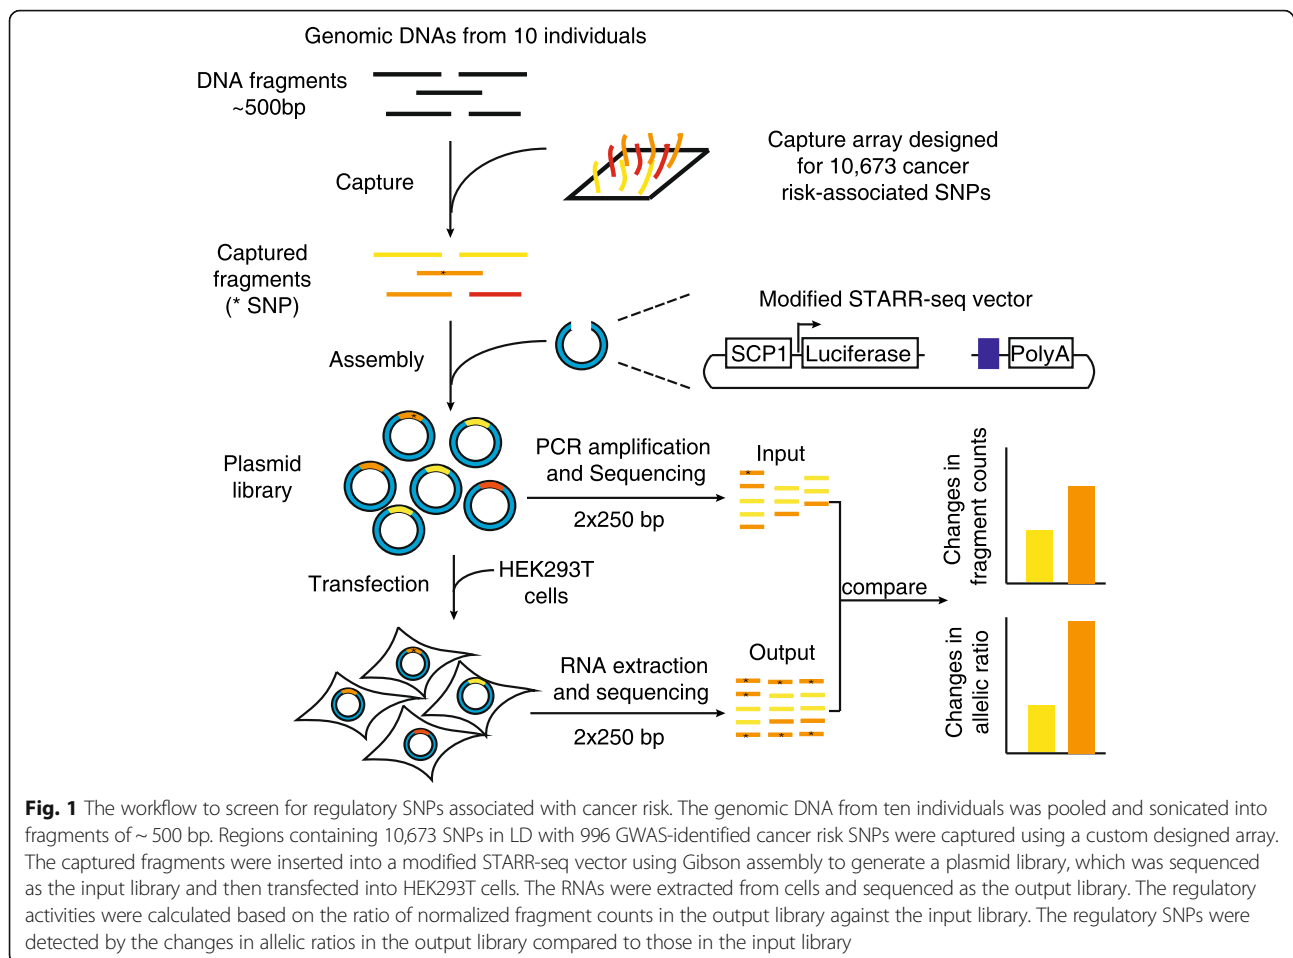 Genomic DNAs from 10 individuals
DNA fragments
~500bp
Capture array designed
for 10,673 cancer
risk-associated SNPs
Capture
Captured
fragments
(* SNP)
*
Modified STARR-seq vector
SCP1
Luciferase
PolyA
Assembly
Plasmid
library
*
PCR amplification
and Sequencing
2x250 bp
Input
*
Changes in
fragment counts
Transfection
HEK293T
cells
compare
*
RNA extraction
and sequencing
2x250 bp
Output
* * *
*
* * *
Changes in
allelic ratio
Fig. 1 The workflow to screen for regulatory SNPs associated with cancer risk. The genomic DNA from ten individuals was pooled and sonicated into
fragments of ~ 500 bp. Regions containing 10,673 SNPs in LD with 996 GWAS-identified cancer risk SNPs were captured using a custom designed array.
The captured fragments were inserted into a modified STARR-seq vector using Gibson assembly to generate a plasmid library, which was sequenced
as the input library and then transfected into HEK293T cells. The RNAs were extracted from cells and sequenced as the output library. The regulatory
activities were calculated based on the ratio of normalized fragment counts in the output library against the input library. The regulatory SNPs were
detected by the changes in allelic ratios in the output library compared to those in the input library